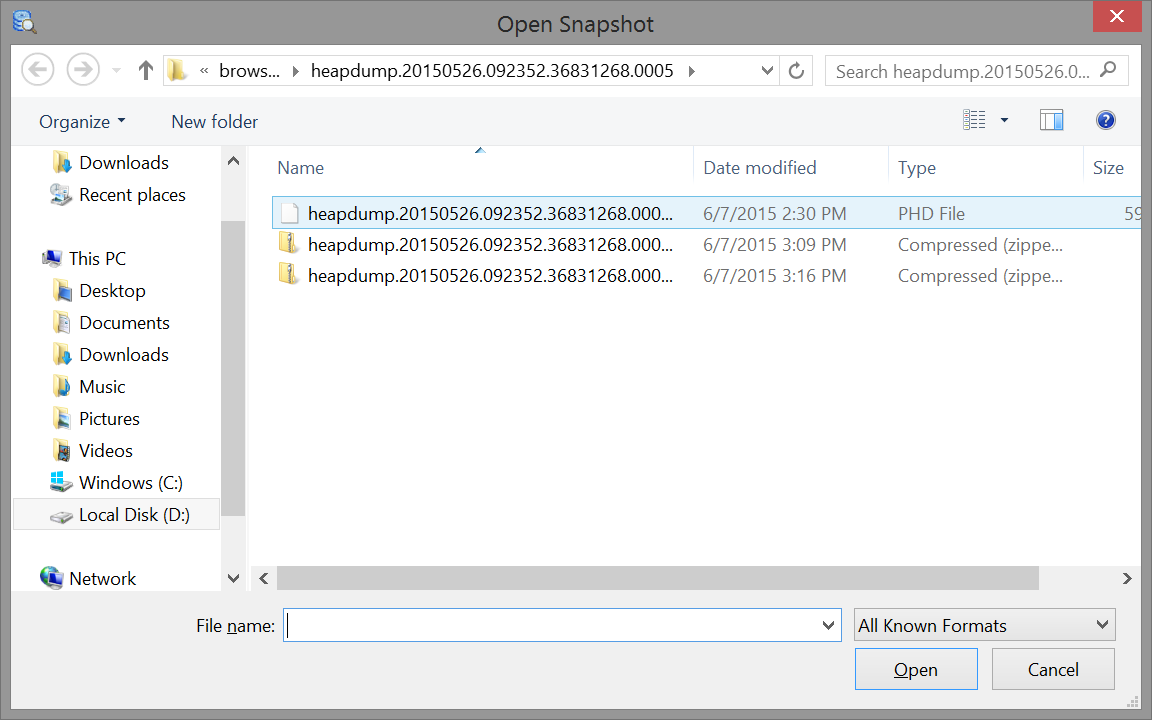 Open Snapshot
« brows... heapdump.20150526.092352.36831268.0005 Search heapdump.20150526.0...
Organize New folder
Downloads
Recent places
This PC
Desktop
Documents
Downloads
Music
Pictures
Videos
Windows (C:)
Local Disk (D:)
Network
Name Date modified Type Size
heapdump.20150526.092352.36831268.000... 6/7/2015 2:30 PM PHD File 59
heapdump.20150526.092352.36831268.000... 6/7/2015 3:09 PM Compressed (zippe...
heapdump.20150526.092352.36831268.000... 6/7/2015 3:16 PM Compressed (zippe...
File name: All Known Formats
Open Cancel